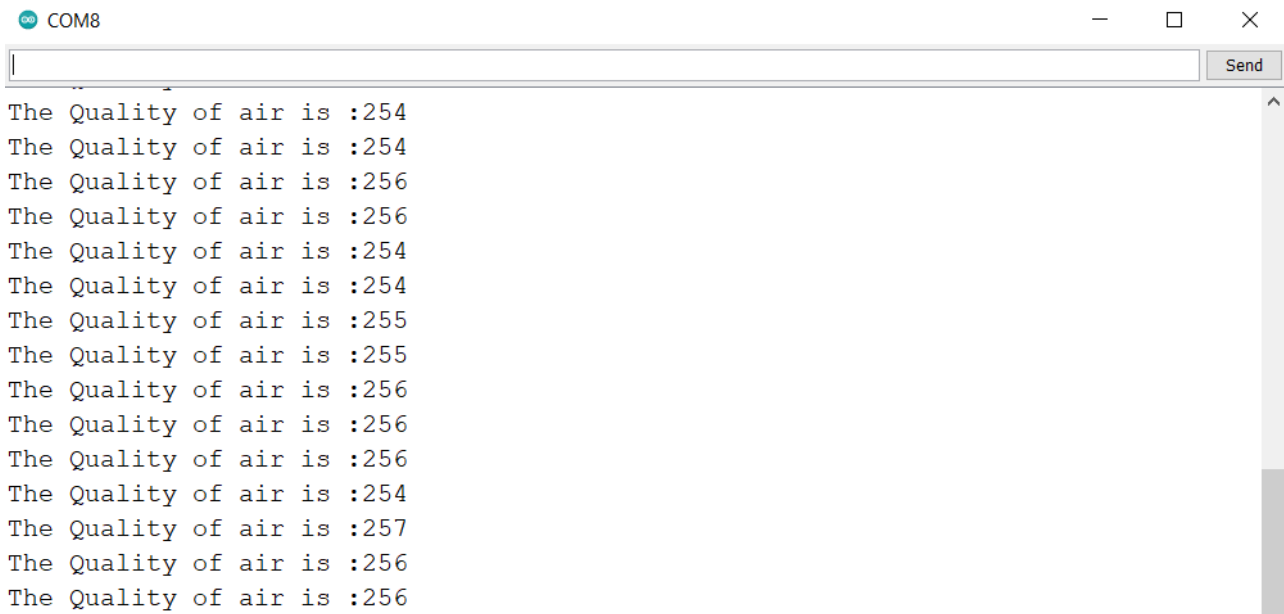 COM8
Send
The Quality of air is :254
The Quality of air is :254
The Quality of air is :256
The Quality of air is :256
The Quality of air is :254
The Quality of air is :254
The Quality of air is :255
The Quality of air is :255
The Quality of air is :256
The Quality of air is :256
The Quality of air is :256
The Quality of air is :254
The Quality of air is :257
The Quality of air is :256
The Quality of air is :256